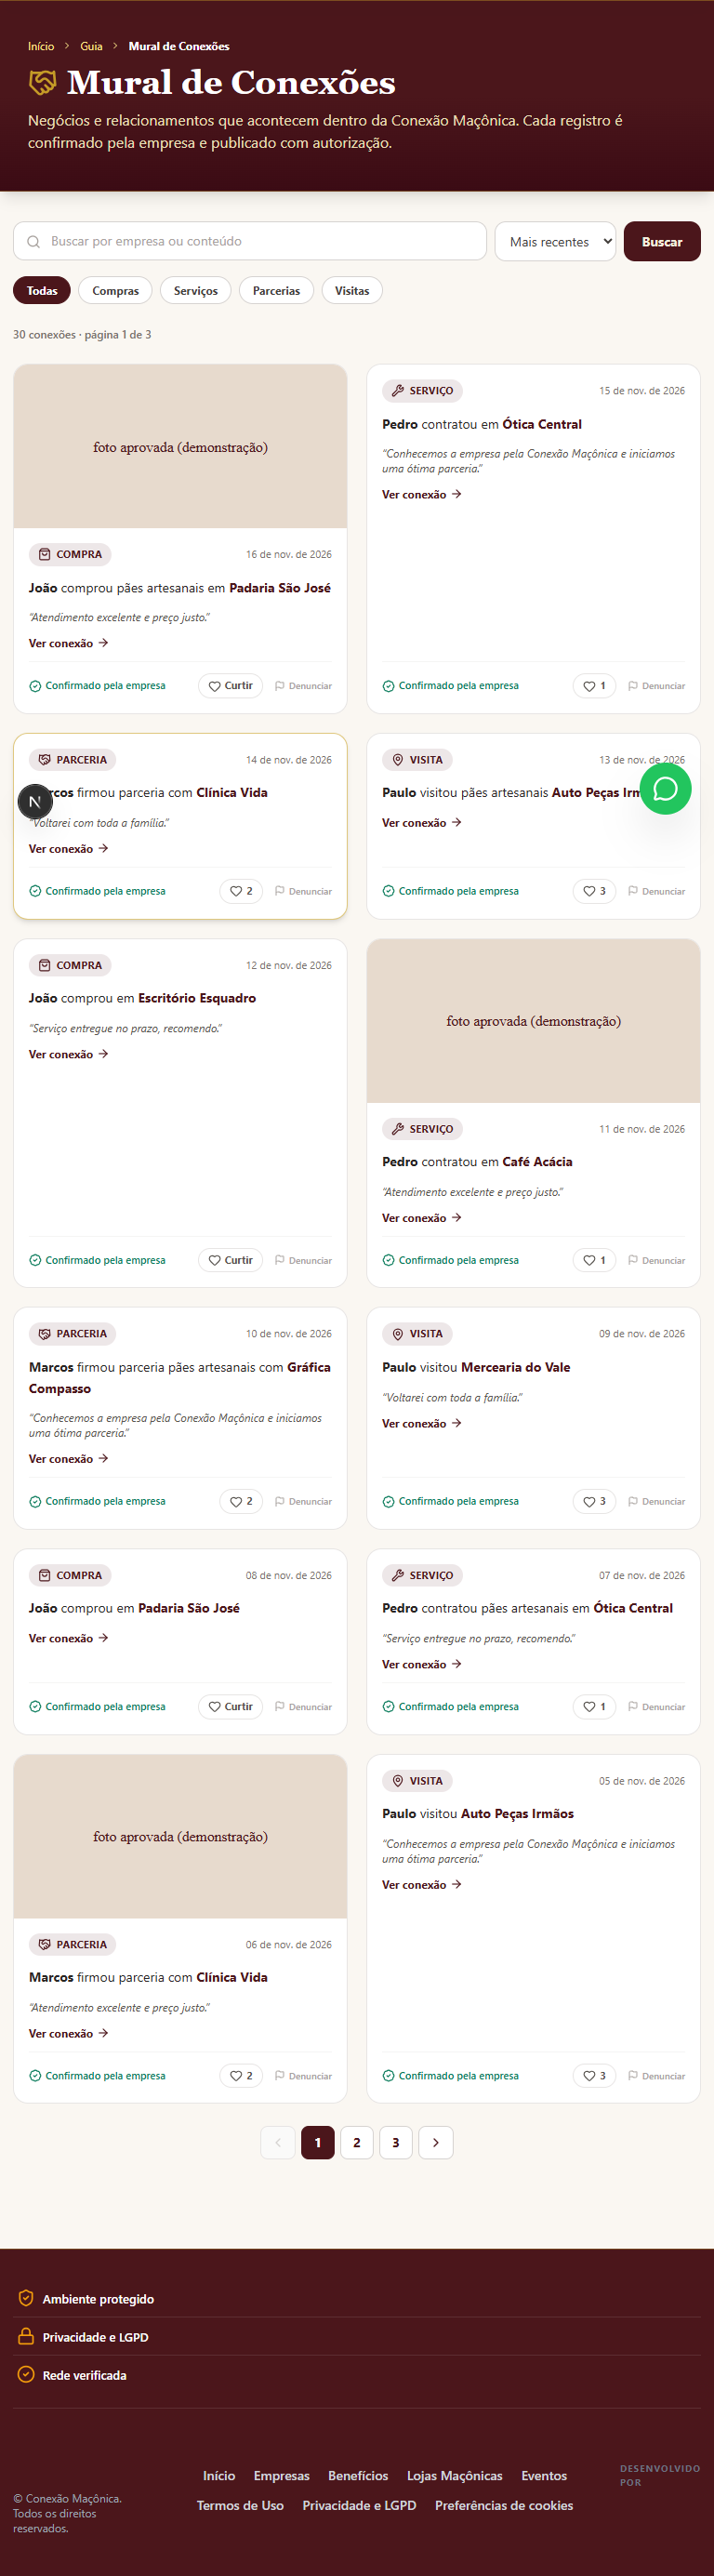 Início > Guia > Mural de Conexões
Mural de Conexões
Negócios e relacionamentos que acontecem dentro da Conexão Maçônica. Cada registro é
confirmado pela empresa e publicado com autorização.
Buscar por empresa ou conteúdo
Mais recentes
Buscar
Todas
Compras
Serviços
Parcerias
Visitas
30 conexões · página 1 de 3
foto aprovada (demonstração)
COMPRA
16 de nov. de 2026
João comprou pães artesanais em Padaria São José
“Atendimento excelente e preço justo.”
Ver conexão →
Confirmado pela empresa
Curtir
Denunciar
SERVIÇO
15 de nov. de 2026
Pedro contratou em Ótica Central
“Conhecemos a empresa pela Conexão Maçônica e iniciamos
uma ótima parceria.”
Ver conexão →
Confirmado pela empresa
1
Denunciar
PARCERIA
14 de nov. de 2026
rcos firmou parceria com Clínica Vida
“Voltarei com toda a família.”
Ver conexão →
Confirmado pela empresa
2
Denunciar
N
VISITA
13 de nov. de 2026
Paulo visitou pães artesanais Auto Peças Irm
Ver conexão →
Confirmado pela empresa
3
Denunciar
COMPRA
12 de nov. de 2026
João comprou em Escritório Esquadro
“Serviço entregue no prazo, recomendo.”
Ver conexão →
Confirmado pela empresa
Curtir
Denunciar
foto aprovada (demonstração)
SERVIÇO
11 de nov. de 2026
Pedro contratou em Café Acácia
“Atendimento excelente e preço justo.”
Ver conexão →
Confirmado pela empresa
1
Denunciar
PARCERIA
10 de nov. de 2026
Marcos firmou parceria pães artesanais com Gráfica
Compasso
“Conhecemos a empresa pela Conexão Maçônica e iniciamos
uma ótima parceria.”
Ver conexão →
Confirmado pela empresa
2
Denunciar
VISITA
09 de nov. de 2026
Paulo visitou Mercearia do Vale
“Voltarei com toda a família.”
Ver conexão →
Confirmado pela empresa
3
Denunciar
COMPRA
08 de nov. de 2026
João comprou em Padaria São José
Ver conexão →
Confirmado pela empresa
Curtir
Denunciar
SERVIÇO
07 de nov. de 2026
Pedro contratou pães artesanais em Ótica Central
“Serviço entregue no prazo, recomendo.”
Ver conexão →
Confirmado pela empresa
1
Denunciar
foto aprovada (demonstração)
PARCERIA
06 de nov. de 2026
Marcos firmou parceria com Clínica Vida
“Atendimento excelente e preço justo.”
Ver conexão →
Confirmado pela empresa
2
Denunciar
VISITA
05 de nov. de 2026
Paulo visitou Auto Peças Irmãos
“Conhecemos a empresa pela Conexão Maçônica e iniciamos
uma ótima parceria.”
Ver conexão →
Confirmado pela empresa
3
Denunciar
‹ 1 2 3 ›
Ambiente protegido
Privacidade e LGPD
Rede verificada
© Conexão Maçônica.
Todos os direitos
reservados.
Início Empresas Benefícios Lojas Maçônicas Eventos
Termos de Uso Privacidade e LGPD Preferências de cookies
DESENVOLVIDO
POR